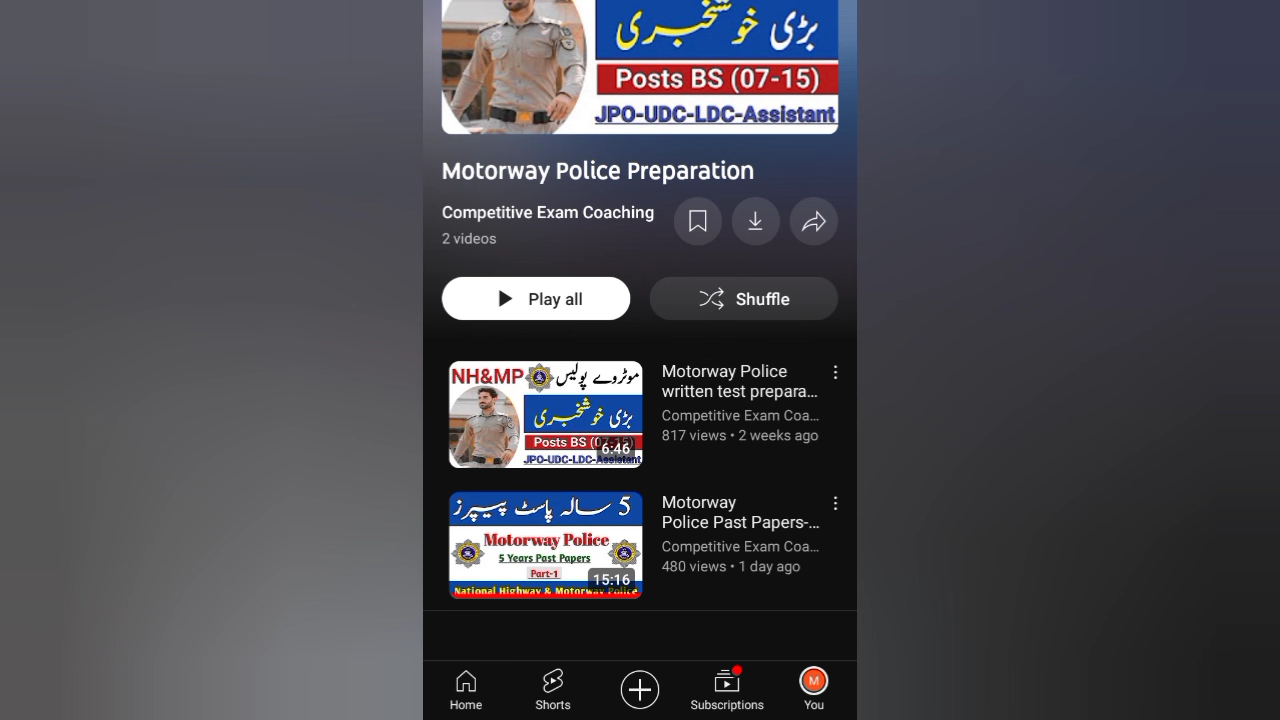 بڑی خوشخبری
Posts BS (07-15)
JPO-UDC-LDC-Assistant
Motorway Police Preparation
Competitive Exam Coaching
2 videos
Play all
Shuffle
NH&MP موٹروے پولیس
بڑی خوشخبری
Posts BS (07-15)
6:46
JPO-UDC-LDC-Assistant
Motorway Police
written test prepara...
Competitive Exam Coa...
817 views • 2 weeks ago
5 سالہ پاسٹ پیپرز
Motorway Police
5 Years Past Papers
Part-1
15:16
National Highway & Motorway Police
Motorway
Police Past Papers-...
Competitive Exam Coa...
480 views • 1 day ago
Home
Shorts
Subscriptions
M
You